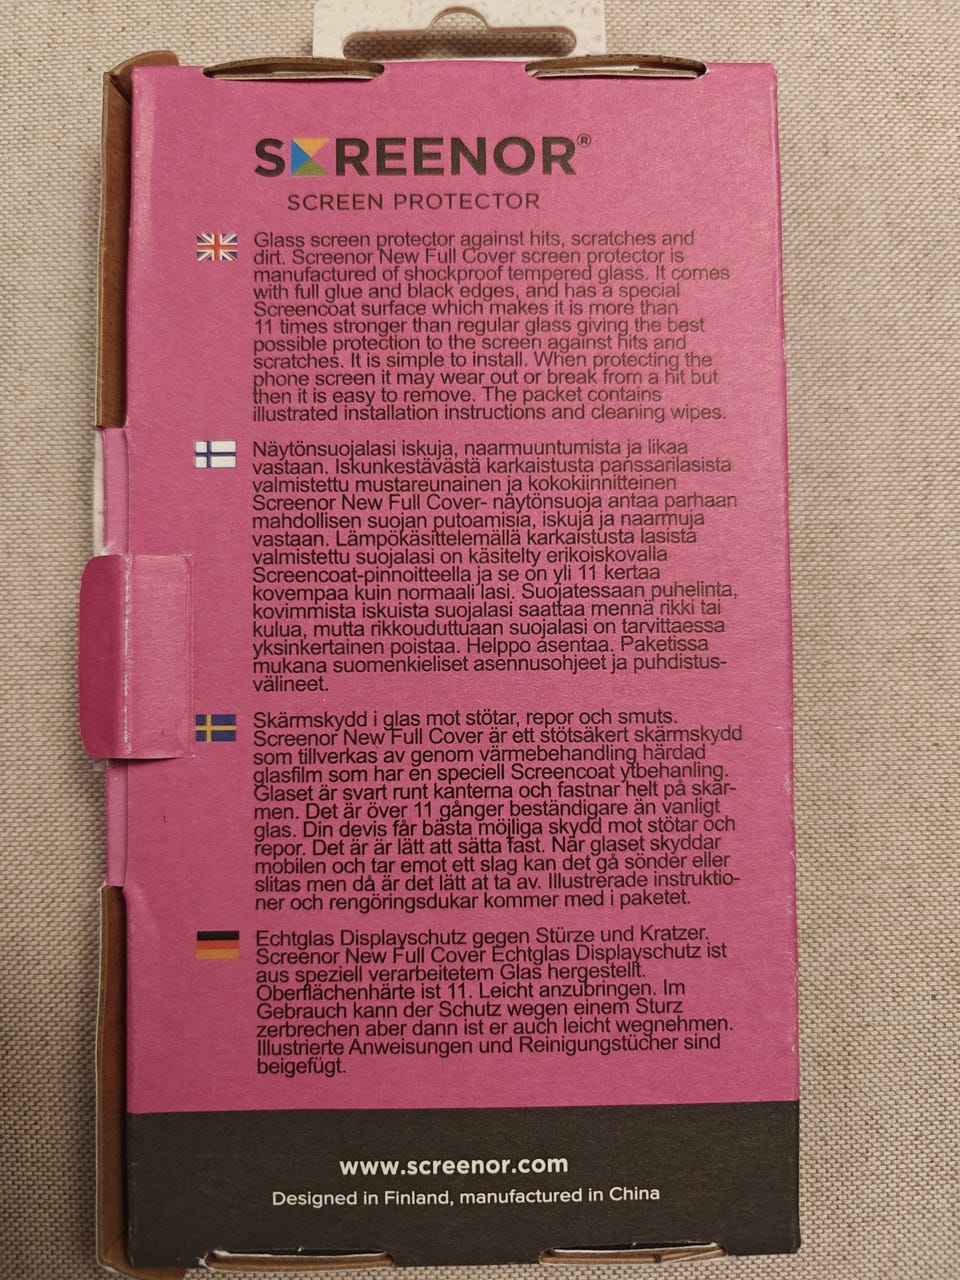 SCREENOR®
SCREEN PROTECTOR
Glass screen protector against hits, scratches and
dirt. Screenor New Full Cover screen protector is
manufactured of shockproof tempered glass. It comes
with full glue and black edges, and has a special
Screencoat surface which makes it is more than
11 times stronger than regular glass giving the best
possible protection to the screen against hits and
scratches. It is simple to install. When protecting the
phone screen it may wear out or break from a hit but
then it is easy to remove. The packet contains
illustrated installation instructions and cleaning wipes.
Näytönsuojalasi iskuja, naarmuuntumista ja likaa
vastaan. Iskunkestävästä karkaistusta panssarilasista
valmistettu mustareunainen ja kokokiinnitteinen
Screenor New Full Cover- näytönsuoja antaa parhaan
mahdollisen suojan putoamisia, iskuja ja naarmuja
vastaan. Lämpökäsittelemällä karkaistusta lasista
valmistettu suojalasi on käsitelty erikoiskovalla
Screencoat-pinnoitteella ja se on yli 11 kertaa
kovempaa kuin normaali lasi. Suojatessaan puhelinta,
kovimmista iskuista suojalasi saattaa mennä rikki tai
kulua, mutta rikkouduttuaan suojalasi on tarvittaessa
yksinkertainen poistaa. Helppo asentaa. Paketissa
mukana suomenkieliset asennusohjeet ja puhdistus-
välineet.
Skärmskydd i glas mot stötar, repor och smuts.
Screenor New Full Cover är ett stötsäkert skärmskydd
som tillverkas av genom värmebehandling härdad
glasfilm som har en speciell Screencoat ytbehanling.
Glaset är svart runt kanterna och fastnar helt på skär-
men. Det är över 11 gånger beständigare än vanligt
glas. Din devis får bästa möjliga skydd mot stötar och
repor. Det är är lätt att sätta fast. När glaset skyddar
mobilen och tar emot ett slag kan det gå sönder eller
slitas men då är det lätt at ta av. Illustrerade instruktio-
ner och rengöringsdukar kommer med i paketet.
Echtglas Displayschutz gegen Stürze und Kratzer.
Screenor New Full Cover Echtglas Displayschutz ist
aus speziell verarbeitetem Glas hergestellt.
Oberflächenhärte ist 11. Leicht anzubringen. Im
Gebrauch kann der Schutz wegen einem Sturz
zerbrechen aber dann ist er auch leicht wegnehmen.
Illustrierte Anweisungen und Reinigungstücher sind
beigefügt.
www.screenor.com
Designed in Finland, manufactured in China